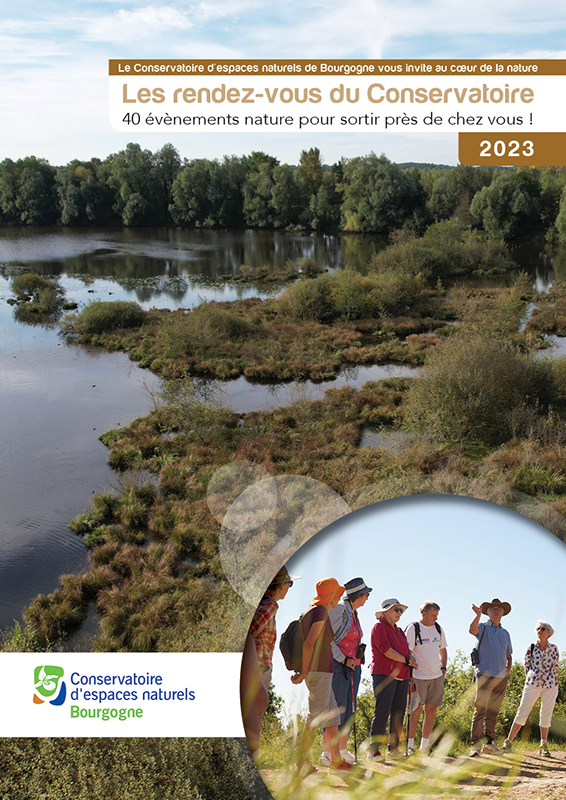 Le Conservatoire d'espaces naturels de Bourgogne vous invite au cœur de la nature
Les rendez-vous du Conservatoire
40 évènements nature pour sortir près de chez vous !
2023
Conservatoire
d'espaces naturels
Bourgogne